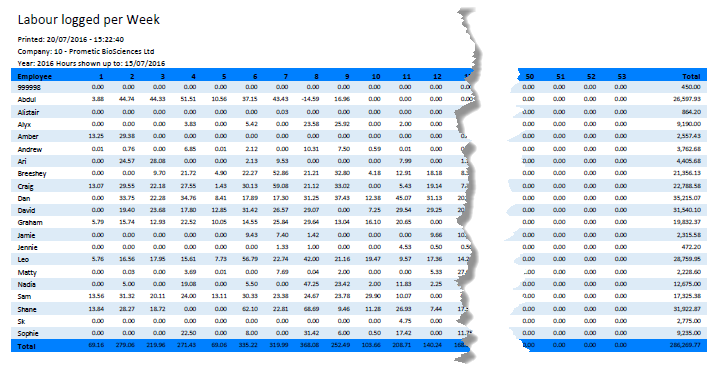 Labour logged per Week
Printed: 20/07/2016 - 15:22:40
Company: 10 - Prometic BioSciences Ltd
Year: 2016 Hours shown up to: 15/07/2016
Employee 1 2 3 4 5 6 7 8 9 10 11 12 50 51 52 53 Total
999998 0.00 0.00 0.00 0.00 0.00 0.00 0.00 0.00 0.00 0.00 0.00 0.00 0.00 0.00 0.00 0.00 450.00
Abdul 3.88 44.74 44.33 51.51 10.56 37.15 43.43 -14.59 16.96 0.00 0.00 0.00 0.00 0.00 0.00 0.00 26,597.93
Alistair 0.00 0.00 0.00 0.00 0.00 0.03 0.00 0.00 0.00 0.00 0.00 0.00 0.00 0.00 0.00 0.00 864.20
Alyx 0.00 0.00 0.00 3.83 0.00 5.42 0.00 23.58 25.92 0.00 2.00 0.00 0.00 0.00 0.00 0.00 9,190.00
Amber 13.25 29.38 0.00 0.00 0.00 0.00 0.00 0.00 0.00 0.00 0.00 0.00 0.00 0.00 0.00 0.00 2,557.43
Andrew 0.01 0.76 0.00 6.85 0.01 2.12 0.00 10.31 7.50 0.59 0.01 0.00 0.00 0.00 0.00 0.00 3,762.68
Ari 0.00 24.57 28.08 0.00 0.00 2.13 9.53 0.00 0.00 0.00 7.99 0.00 0.00 0.00 0.00 0.00 4,405.68
Breeshey 0.00 0.00 9.70 21.72 4.90 22.27 52.86 21.21 32.80 4.18 12.91 18.18 0.00 0.00 0.00 0.00 21,356.13
Craig 13.07 29.55 22.18 27.55 1.43 30.13 59.08 21.12 33.02 0.00 5.43 19.14 0.00 0.00 0.00 0.00 22,788.58
Dan 0.00 33.75 22.28 34.76 8.41 17.89 17.30 31.25 37.43 12.38 45.07 31.13 0.00 0.00 0.00 0.00 35,215.07
David 0.00 19.40 23.68 17.80 12.85 31.42 26.57 29.07 0.00 7.25 29.54 29.25 0.00 0.00 0.00 0.00 31,540.10
Graham 5.79 15.74 12.93 22.52 10.05 14.55 25.84 29.64 13.04 16.10 20.65 0.00 0.00 0.00 0.00 0.00 19,832.37
Jamie 0.00 0.00 0.00 0.00 9.43 7.40 1.42 0.00 0.00 0.00 0.00 9.66 0.00 0.00 0.00 0.00 2,315.58
Jennie 0.00 0.00 0.00 0.00 0.00 1.33 1.00 0.00 0.00 0.00 4.53 0.50 0.00 0.00 0.00 0.00 472.20
Leo 5.76 16.56 17.95 15.61 7.73 56.79 22.74 42.00 21.16 19.47 9.57 17.36 0.00 0.00 0.00 0.00 28,759.95
Matty 0.00 0.03 0.00 3.69 0.01 0.00 7.69 0.04 2.00 0.00 0.00 5.33 0.00 0.00 0.00 2,228.60
Nadia 0.00 5.00 0.00 19.08 0.00 5.50 0.00 47.25 23.42 2.00 11.83 2.25 0.00 0.00 0.00 0.00 12,675.00
Sam 13.56 31.32 20.11 24.00 13.11 30.33 23.38 24.67 23.78 29.90 10.07 0.00 0.00 0.00 0.00 0.00 17,325.38
Shane 13.84 28.27 18.72 0.00 0.00 62.10 22.81 68.69 9.46 11.28 26.93 7.44 0.00 0.00 0.00 0.00 31,922.87
Sk 0.00 0.00 0.00 0.00 0.00 0.00 0.00 0.00 0.00 0.00 4.75 0.00 0.00 0.00 0.00 0.00 2,775.00
Sophie 0.00 0.00 0.00 22.50 0.00 8.00 0.00 31.42 6.00 0.50 17.42 0.00 11.75 0.00 0.00 0.00 0.00 9,235.00
Total 69.16 279.08 219.96 271.43 69.08 335.22 319.99 368.08 252.49 103.66 208.71 140.24 0.00 0.00 0.00 0.00 286,269.77